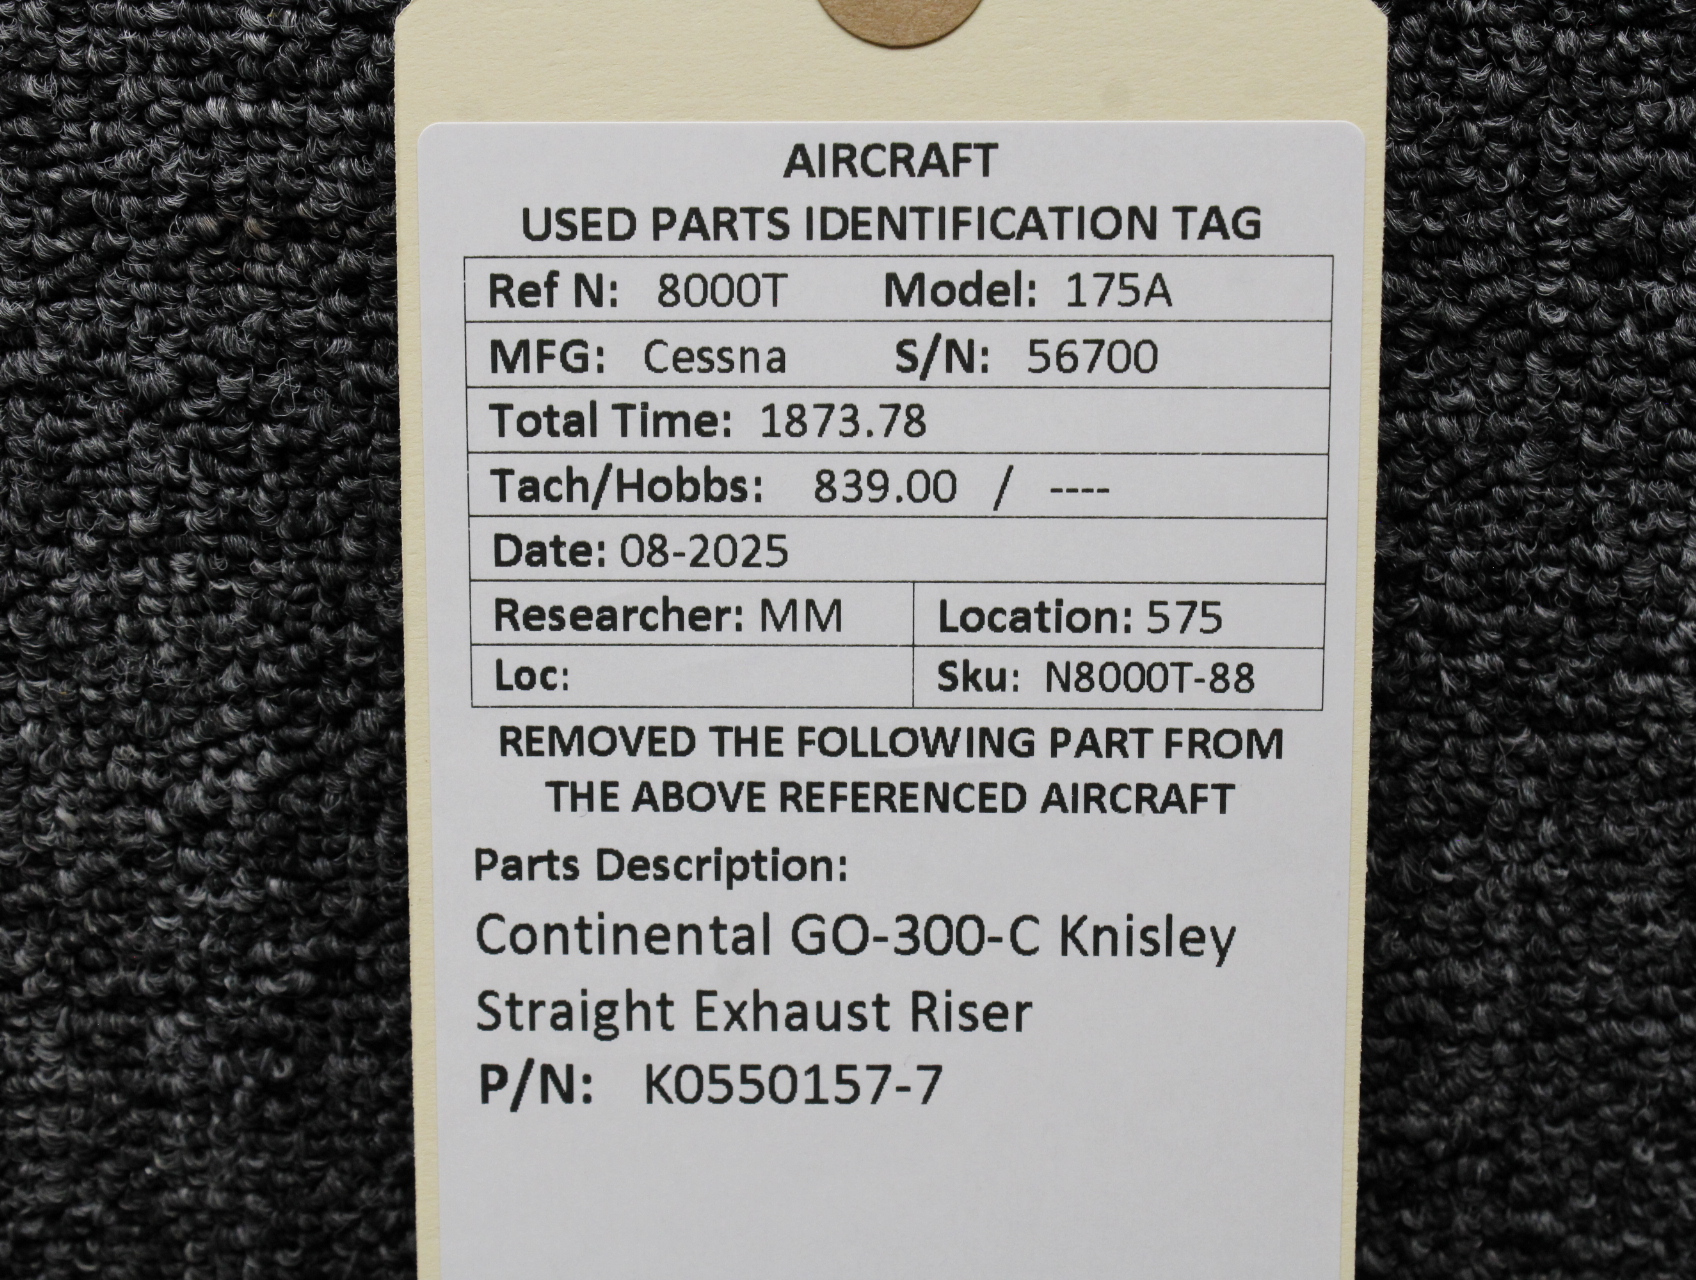 AIRCRAFT
USED PARTS IDENTIFICATION TAG
Ref N: 8000T Model: 175A
MFG: Cessna S/N: 56700
Total Time: 1873.78
Tach/Hobbs: 839.00 / ----
Date: 08-2025
Researcher: MM Location: 575
Loc: Sku: N8000T-88
REMOVED THE FOLLOWING PART FROM
THE ABOVE REFERENCED AIRCRAFT
Parts Description:
Continental GO-300-C Knisley
Straight Exhaust Riser
P/N: K0550157-7